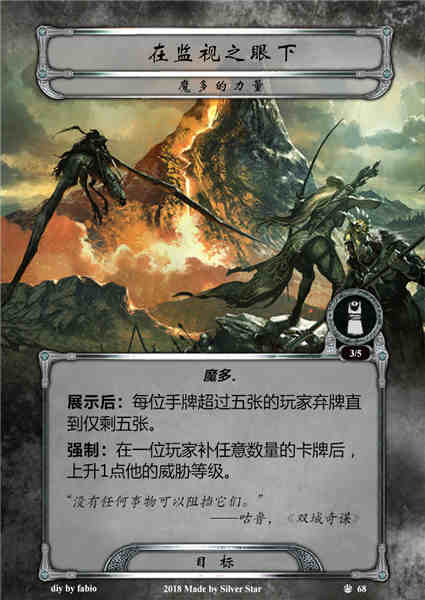 在监视之眼下
魔多的力量
3/5
魔多.
展示后：每位手牌超过五张的玩家弃牌直
到仅剩五张。
强制：在一位玩家补任意数量的卡牌后，
上升1点他的威胁等级。
“没有任何事物可以阻挡它们。”
——咕鲁，《双城奇谋》
目标
diy by fabio
2018 Made by Silver Star
68